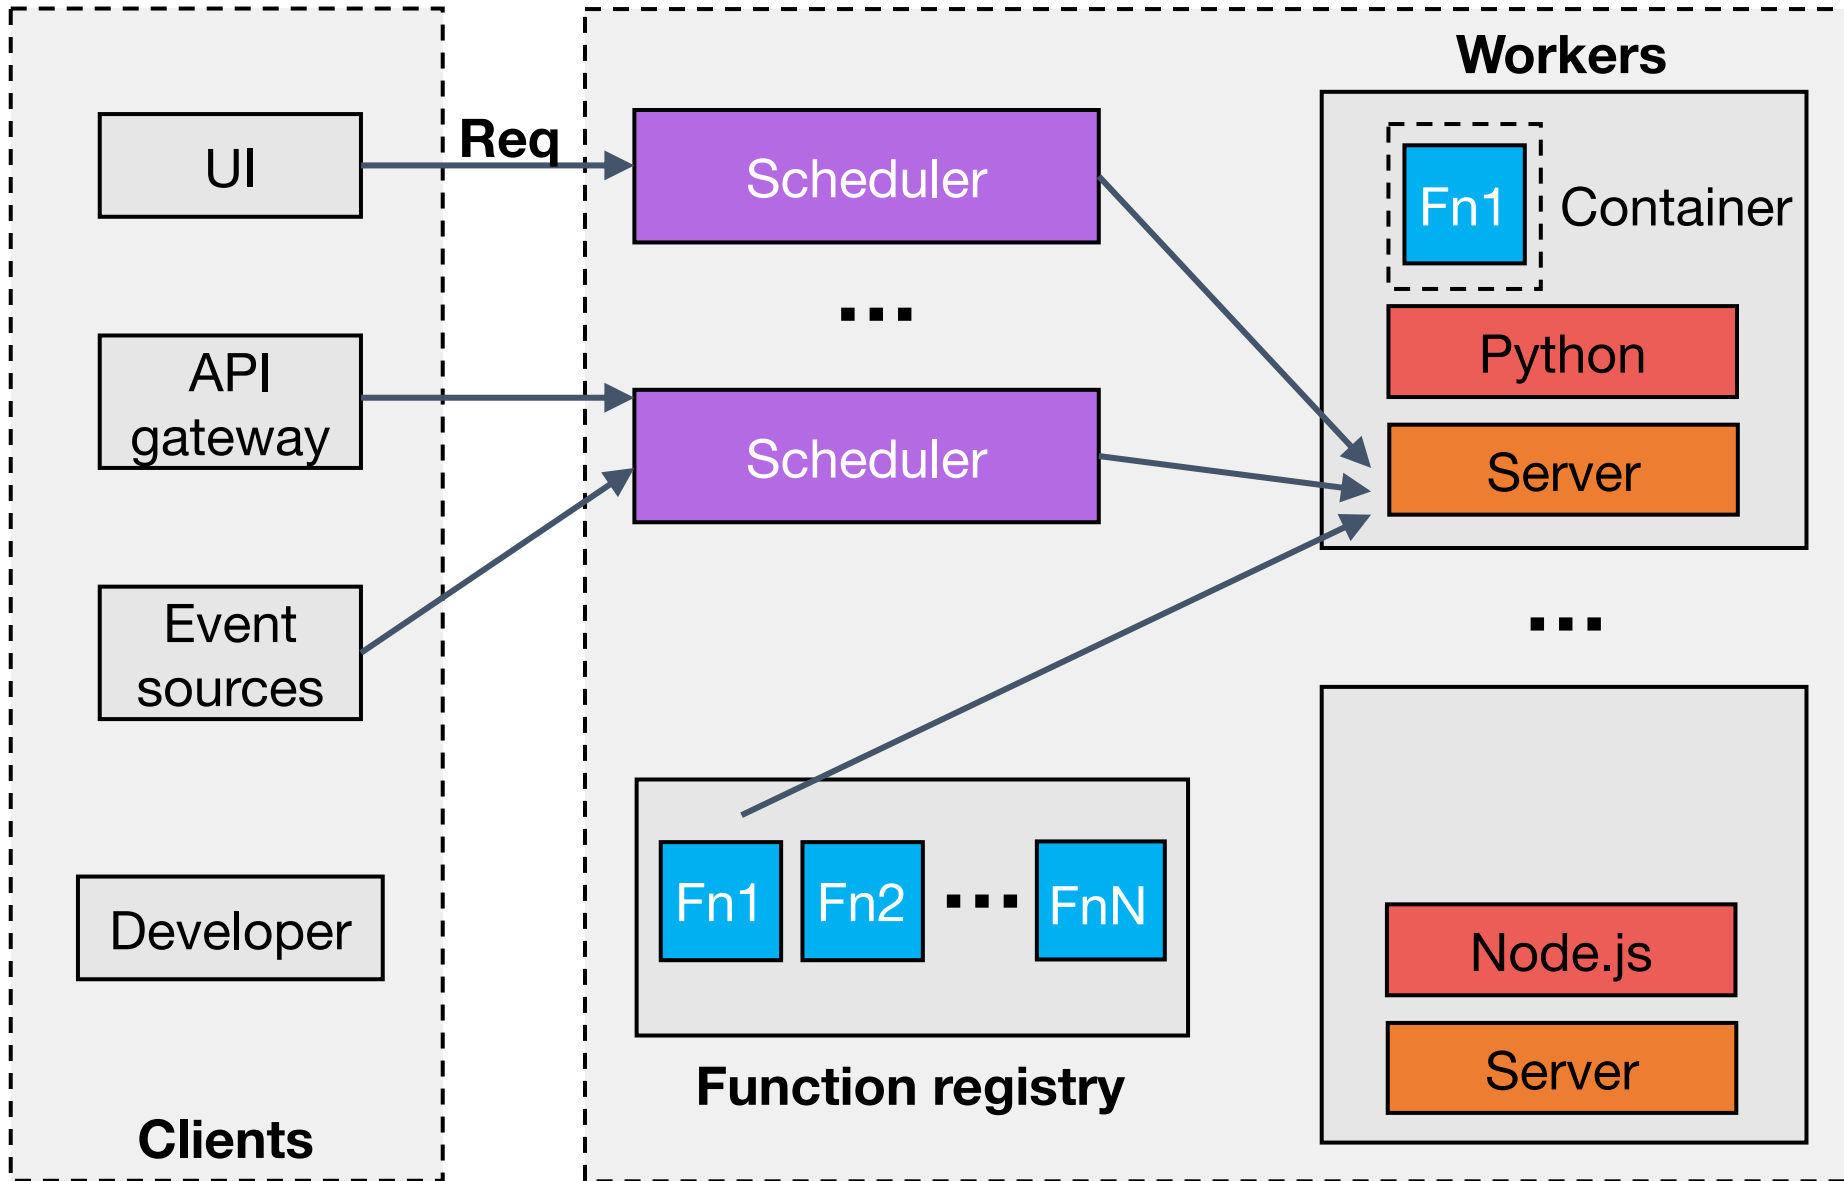 UI
API
gateway
Event
sources
Developer
Clients
Req
Scheduler
...
Scheduler
Fn1
Fn2
...
FnN
Function registry
Workers
Fn1
Container
Python
Server
...
Node.js
Server